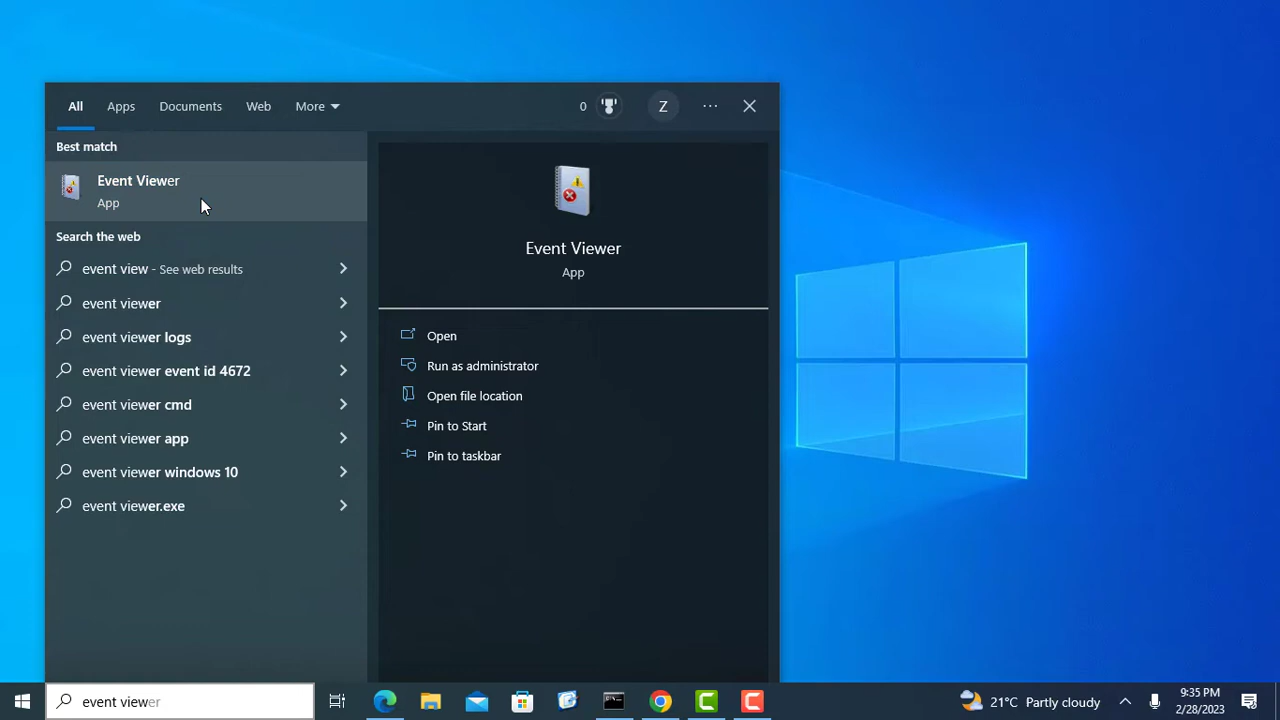 All Apps Documents Web More 0 Z ...
Best match
Event Viewer
App
Search the web
event view - See web results
event viewer
event viewer logs
event viewer event id 4672
event viewer cmd
event viewer app
event viewer windows 10
event viewer.exe
Event Viewer
App
Open
Run as administrator
Open file location
Pin to Start
Pin to taskbar
event viewer
21°C Partly cloudy
9:35 PM
2/28/2023